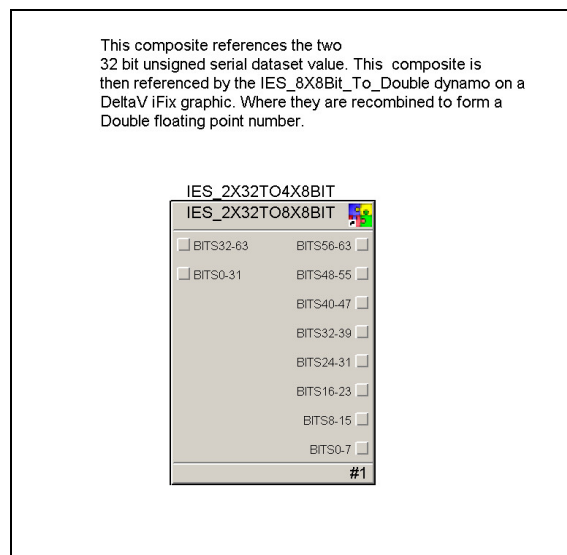 This composite references the two
32 bit unsigned serial dataset value. This  composite is
then referenced by the IES_8X8Bit_To_Double dynamo on a
DeltaV iFix graphic. Where they are recombined to form a
Double floating point number.
IES_2X32TO4X8BIT
IES_2X32TO8X8BIT
BITS32-63 BITS56-63
BITS0-31 BITS48-55
BITS40-47
BITS32-39
BITS24-31
BITS16-23
BITS8-15
BITS0-7
#1